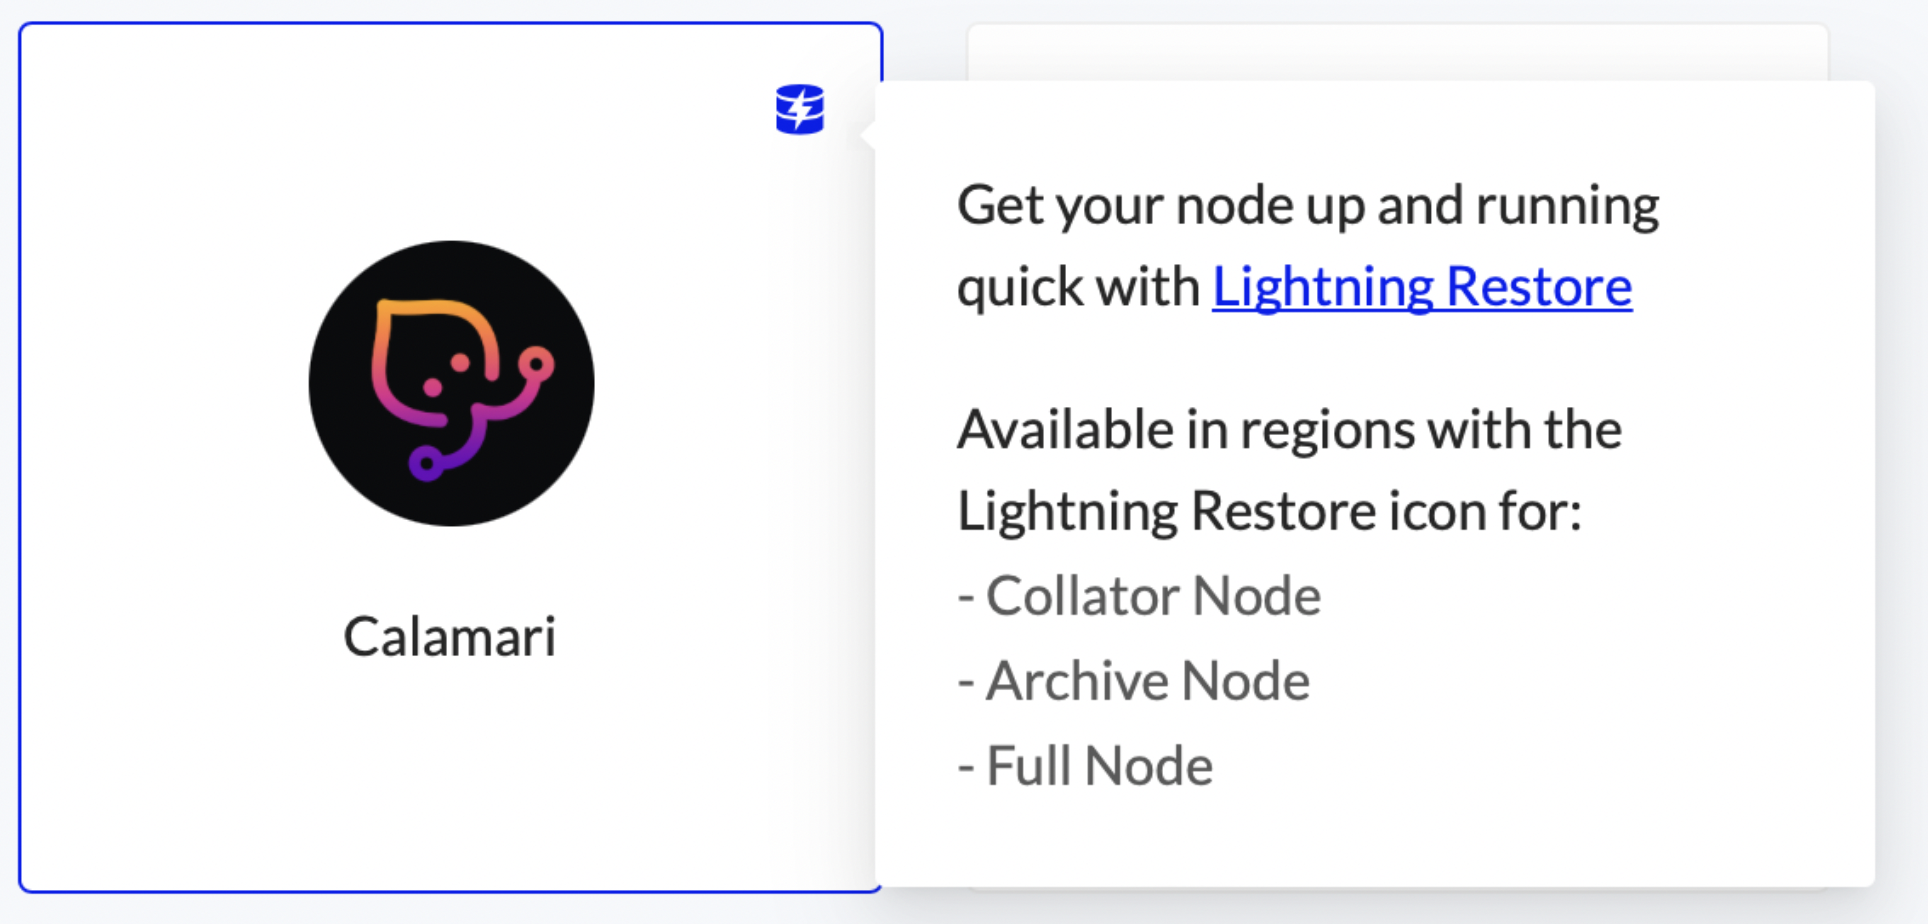 Calamari
Get your node up and running
quick with Lightning Restore
Available in regions with the
Lightning Restore icon for:
- Collator Node
- Archive Node
- Full Node